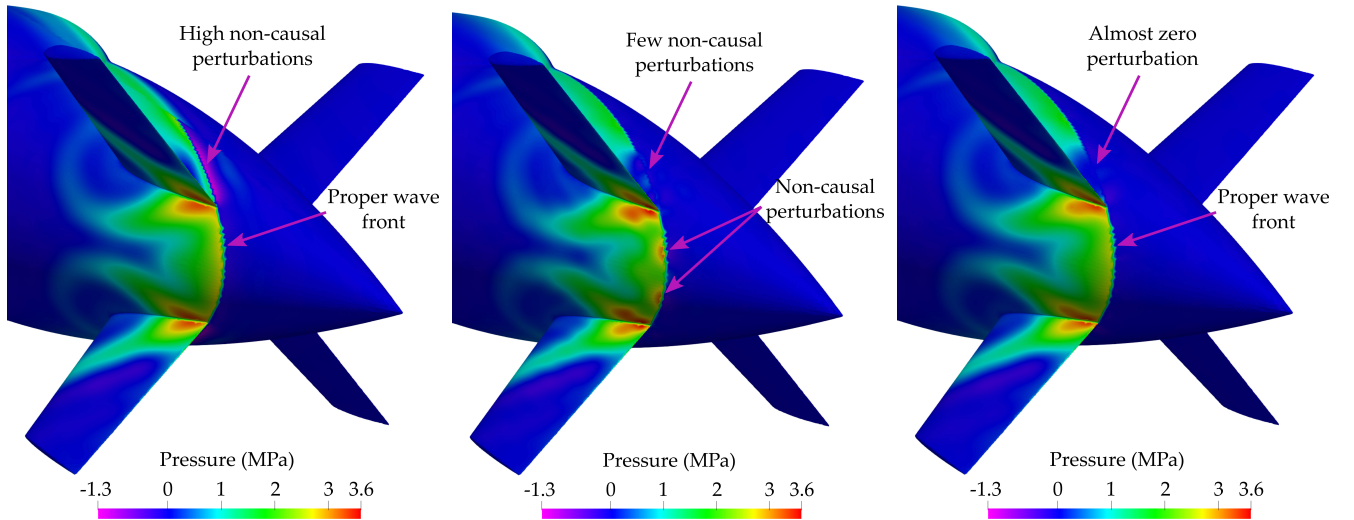 High non-causal
perturbations
Proper wave
front
Pressure (MPa)
-1.3 0 1 2 3 3.6
Few non-causal
perturbations
Non-causal
perturbations
Pressure (MPa)
-1.3 0 1 2 3 3.6
Almost zero
perturbation
Proper wave
front
Pressure (MPa)
-1.3 0 1 2 3 3.6